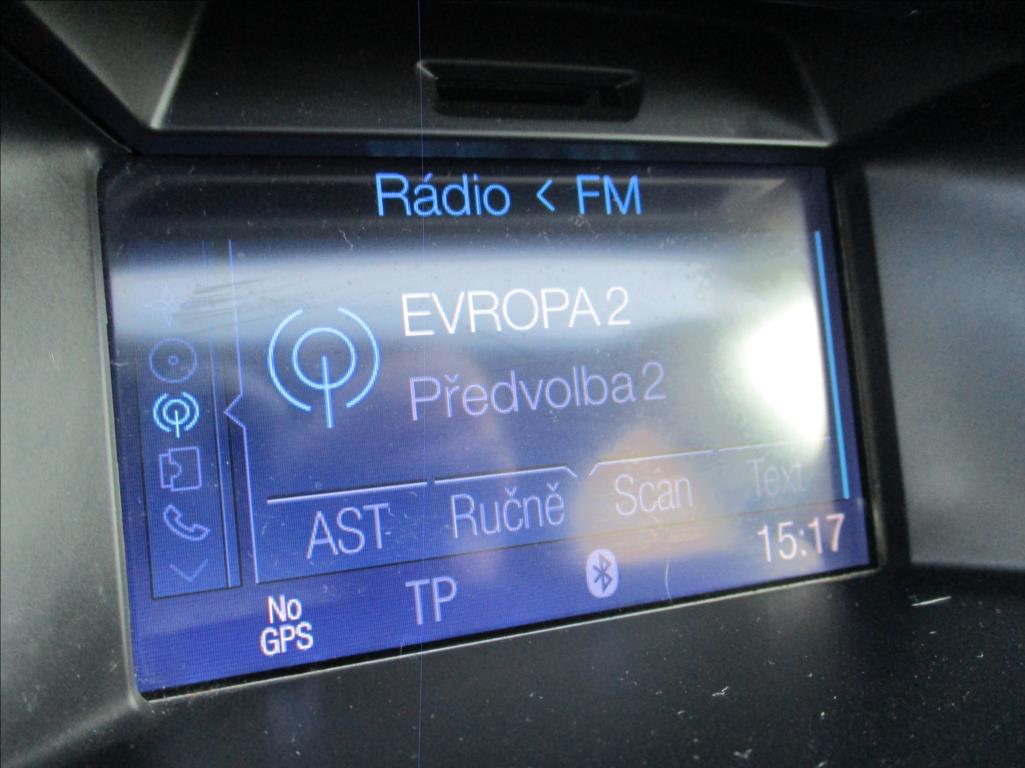 Rádio < FM
EVROPA 2
Předvolba 2
AST Ručně Scan Text
No GPS TP 15:17